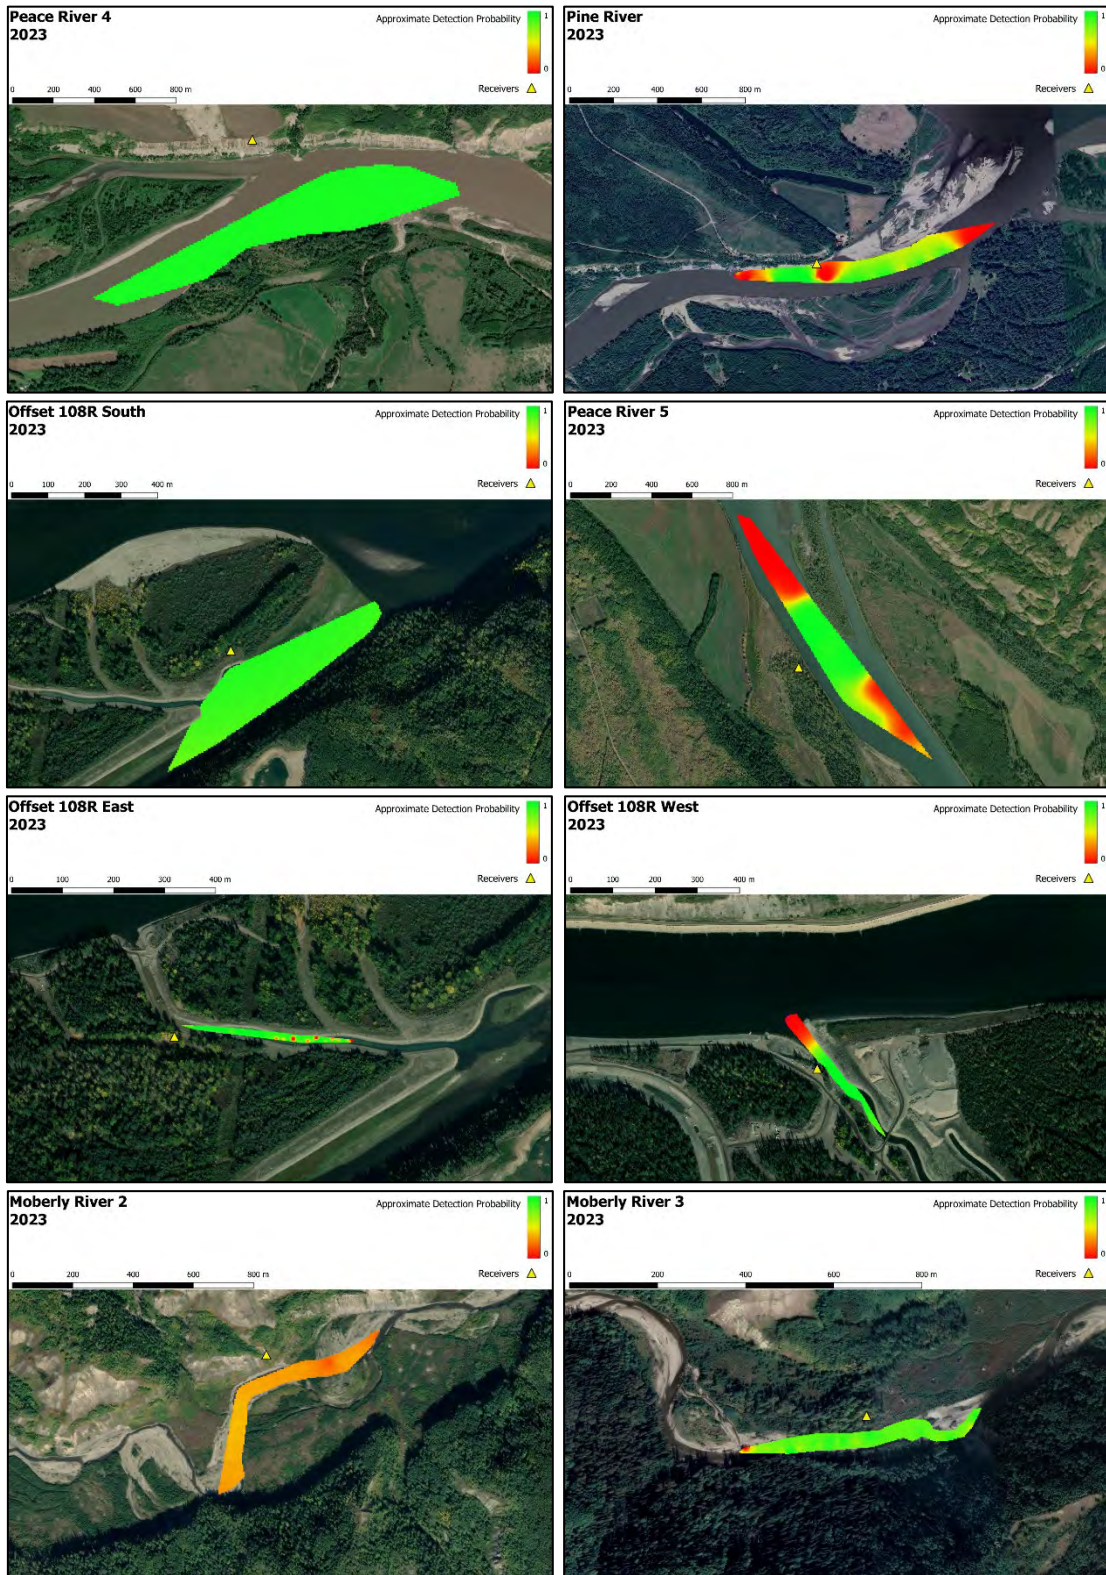 Peace River 4
2023
Approximate Detection Probability
1
0
Receivers
0 200 400 600 800 m
Pine River
2023
Approximate Detection Probability
1
0
Receivers
0 200 400 600 800 m
Offset 108R South
2023
Approximate Detection Probability
1
0
Receivers
0 100 200 300 400 m
Peace River 5
2023
Approximate Detection Probability
1
0
Receivers
0 200 400 600 800 m
Offset 108R East
2023
Approximate Detection Probability
1
0
Receivers
0 100 200 300 400 m
Offset 108R West
2023
Approximate Detection Probability
1
0
Receivers
0 100 200 300 400 m
Moberly River 2
2023
Approximate Detection Probability
1
0
Receivers
0 200 400 600 800 m
Moberly River 3
2023
Approximate Detection Probability
1
0
Receivers
0 200 400 600 800 m